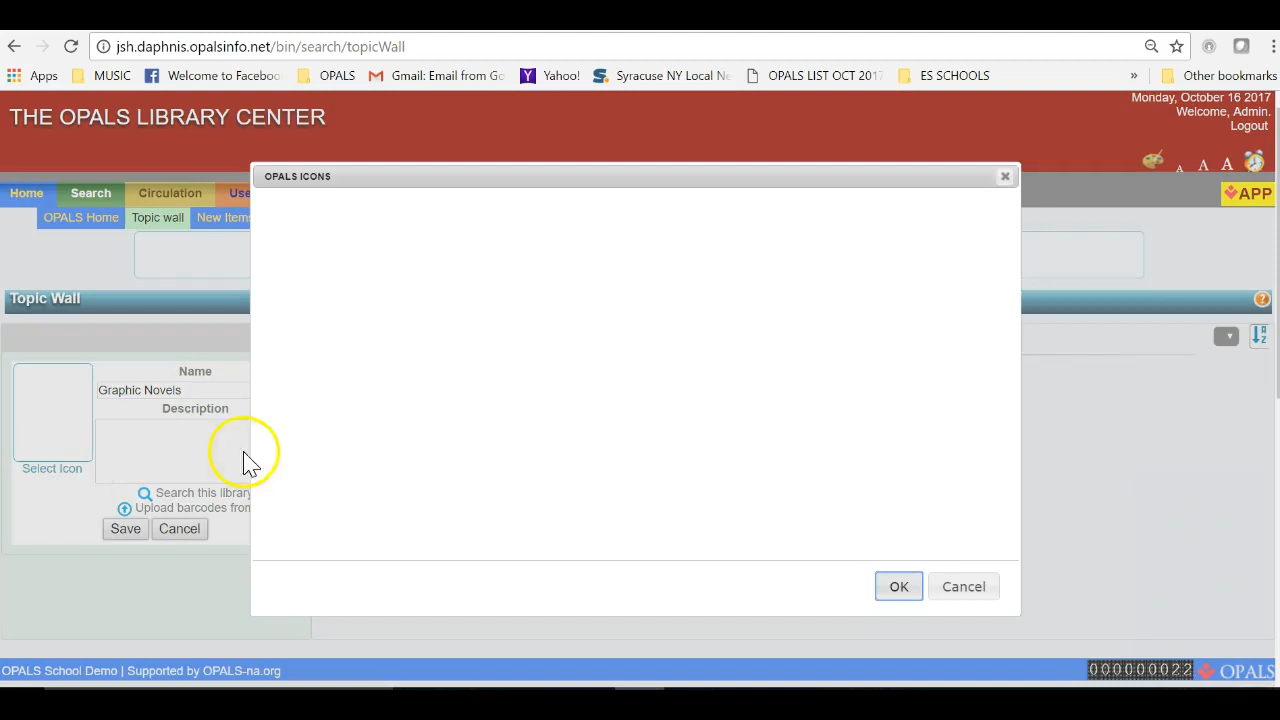 jsh.daphnis.opalsinfo.net/bin/search/topicWall
Apps MUSIC Welcome to Faceboo OPALS Gmail: Email from Go Yahoo! Syracuse NY Local Ne OPALS LIST OCT 2017 ES SCHOOLS » Other bookmarks
Monday, October 16 2017
THE OPALS LIBRARY CENTER
Welcome, Admin.
Logout
A A A
OPALS ICONS
Home Search Circulation Use
APP
OPALS Home Topic wall New Items
Topic Wall
Name
Graphic Novels
Description
Select Icon
Search this library
Upload barcodes from
Save Cancel
OK Cancel
OPALS School Demo | Supported by OPALS-na.org
000000022 OPALS